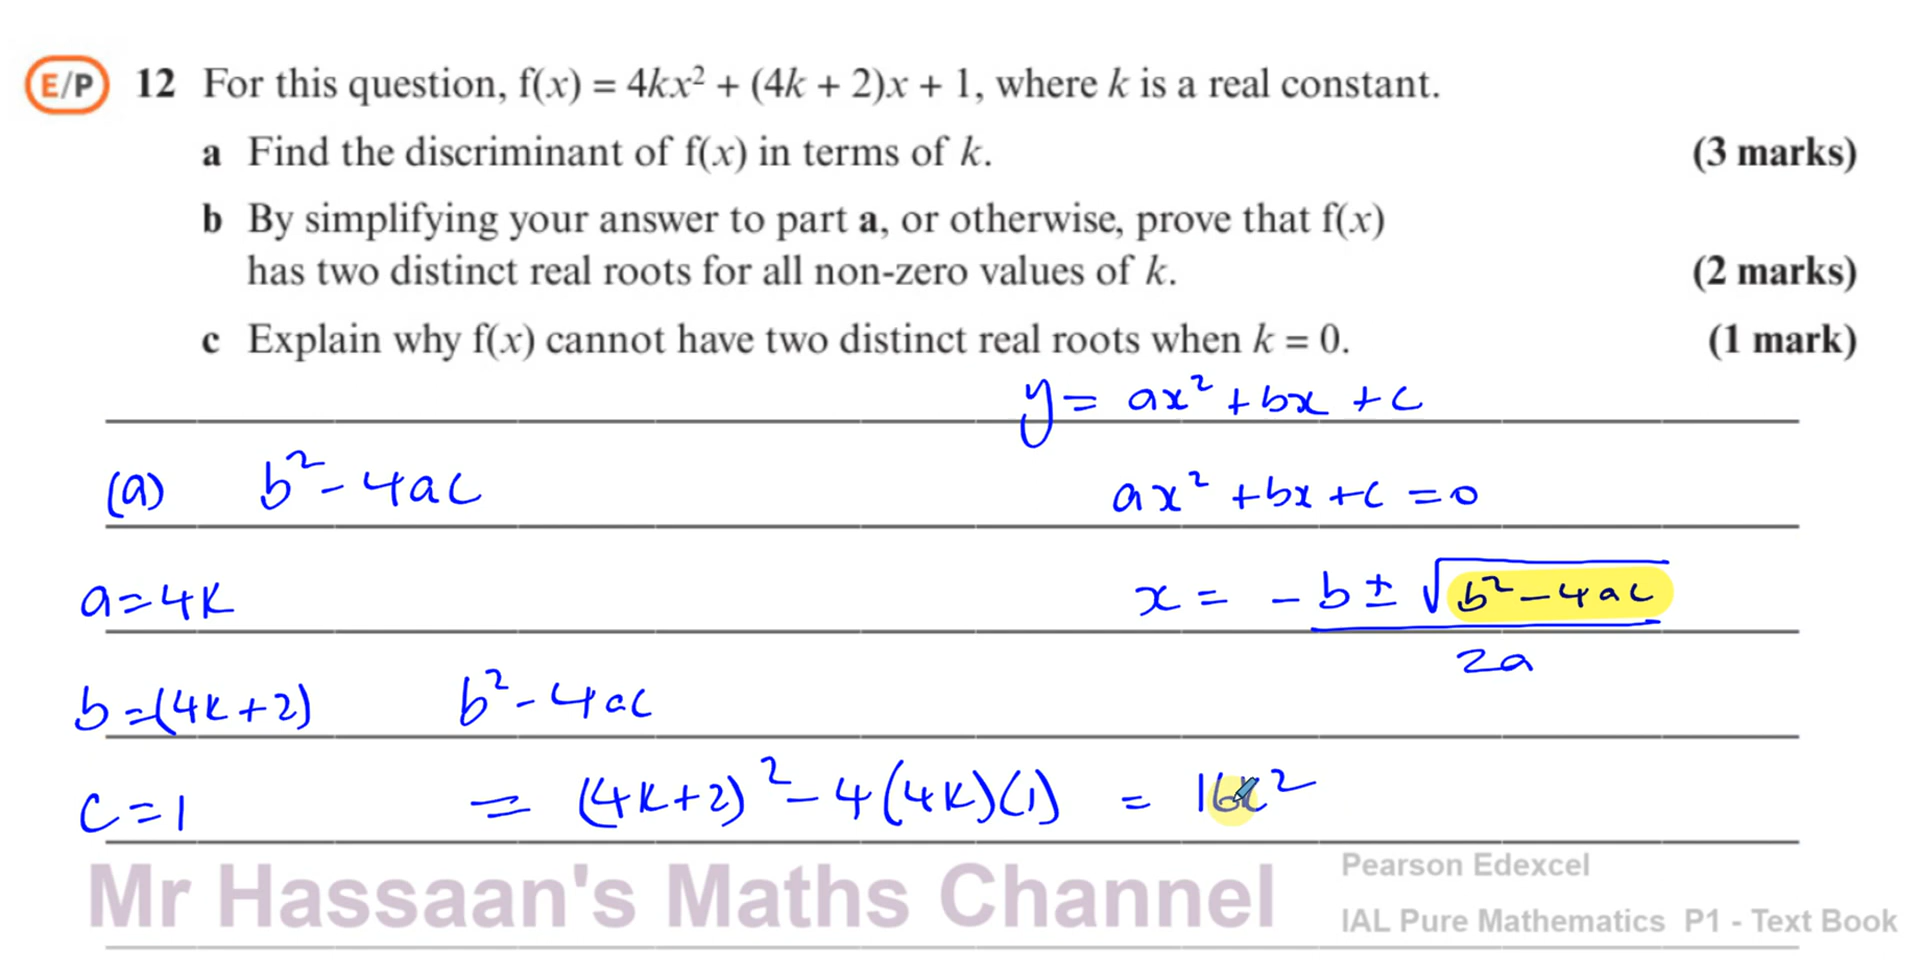 E/P 12 For this question, f(x) = 4kx² + (4k + 2)x + 1, where k is a real constant.
a Find the discriminant of f(x) in terms of k. (3 marks)
b By simplifying your answer to part a, or otherwise, prove that f(x)
has two distinct real roots for all non-zero values of k. (2 marks)
c Explain why f(x) cannot have two distinct real roots when k = 0. (1 mark)
y = ax² + bx + c
(a) b² - 4ac
ax² + bx + c = 0
a = 4k
x = -b ± √b² - 4ac
2a
b = (4k + 2) b² - 4ac
c = 1 = (4k + 2)² - 4(4k)(1) = 16k²
Mr Hassaan's Maths Channel
Pearson Edexcel
IAL Pure Mathematics P1 - Text Book